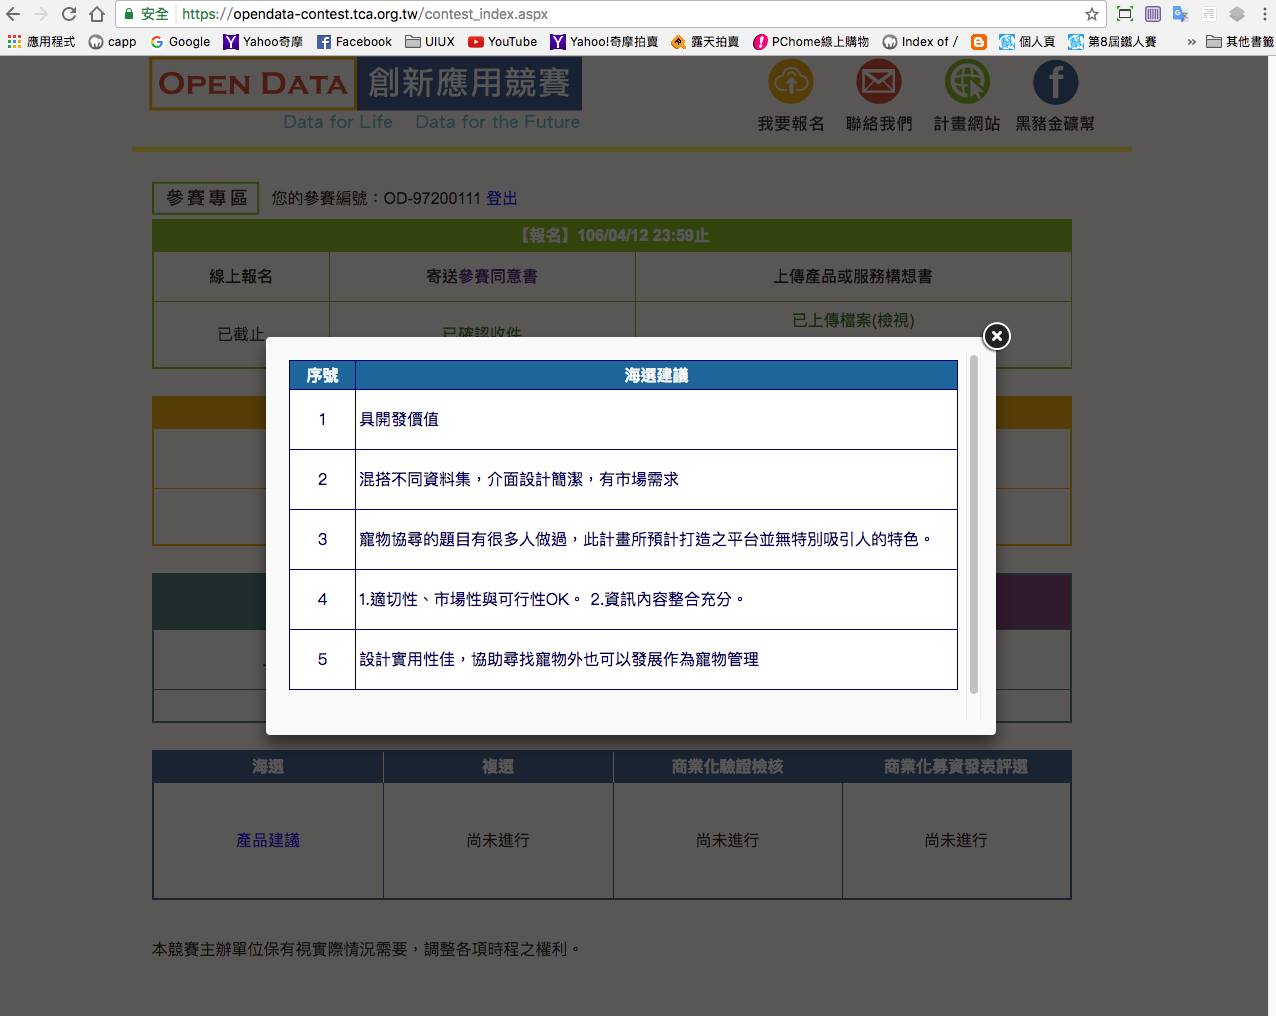 安全 https://opendata-contest.tca.org.tw/contest_index.aspx
應用程式 capp Google Yahoo奇摩 Facebook UIUX YouTube Yahoo!奇摩拍賣 露天拍賣 PChome線上購物 Index of / 個人頁 第8屆鐵人賽 » 其他書籤
OPEN DATA 創新應用競賽
Data for Life Data for the Future
我要報名 聯絡我們 計畫網站 黑豬金礦幫
參賽專區 您的參賽編號：OD-97200111 登出
【報名】106/04/12 23:59止
線上報名 寄送參賽同意書 上傳產品或服務構想書
已截止 已確認收件 已上傳檔案(檢視)
序號 海選建議
1 具開發價值
2 混搭不同資料集，介面設計簡潔，有市場需求
3 寵物協尋的題目有很多人做過，此計畫所預計打造之平台並無特別吸引人的特色。
4 1.適切性、市場性與可行性OK。 2.資訊內容整合充分。
5 設計實用性佳，協助尋找寵物外也可以發展作為寵物管理
海選 複選 商業化驗證檢核 商業化募資發表評選
產品建議 尚未進行 尚未進行 尚未進行
本競賽主辦單位保有視實際情況需要，調整各項時程之權利。